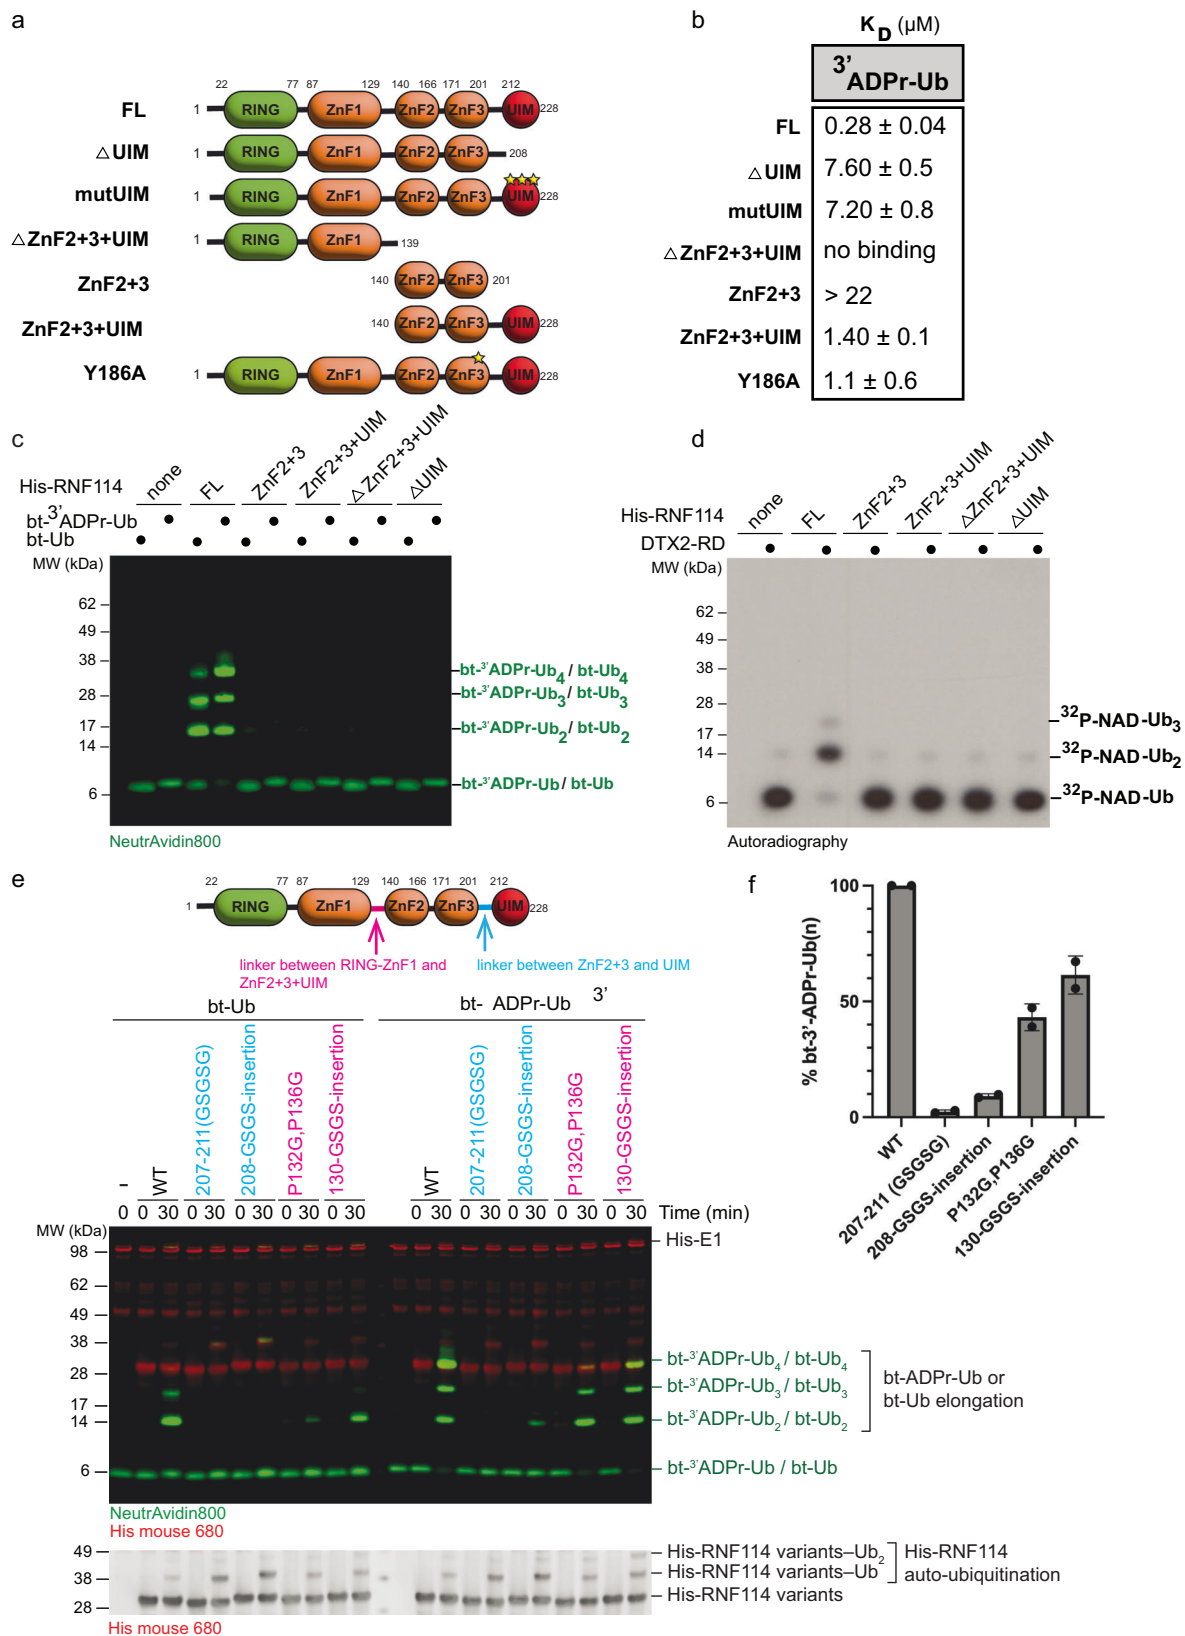 a
22 77 87 129 140 166 171 201 212
FL 1 RING ZnF1 ZnF2 ZnF3 UIM 228
△UIM 1 RING ZnF1 ZnF2 ZnF3 208
mutUIM 1 RING ZnF1 ZnF2 ZnF3 UIM 228
△ZnF2+3+UIM 1 RING ZnF1 139
ZnF2+3 140 ZnF2 ZnF3 201
ZnF2+3+UIM 140 ZnF2 ZnF3 UIM 228
Y186A 1 RING ZnF1 ZnF2 ZnF3 UIM 228
b
K_D (µM)
3'ADPr-Ub
FL 0.28 ± 0.04
△UIM 7.60 ± 0.5
mutUIM 7.20 ± 0.8
△ZnF2+3+UIM no binding
ZnF2+3 > 22
ZnF2+3+UIM 1.40 ± 0.1
Y186A 1.1 ± 0.6
c
His-RNF114 none FL ZnF2+3 ZnF2+3+UIM △ZnF2+3+UIM △UIM
bt-3'ADPr-Ub
bt-Ub
MW (kDa)
62
49
38
28
17
14
6
bt-3'ADPr-Ub4 / bt-Ub4
bt-3'ADPr-Ub3 / bt-Ub3
bt-3'ADPr-Ub2 / bt-Ub2
bt-3'ADPr-Ub / bt-Ub
NeutrAvidin800
d
His-RNF114 none FL ZnF2+3 ZnF2+3+UIM △ZnF2+3+UIM △UIM
DTX2-RD
MW (kDa)
62
49
38
28
17
14
6
32P-NAD-Ub3
32P-NAD-Ub2
32P-NAD-Ub
Autoradiography
e
22 77 87 129 140 166 171 201 212
1 RING ZnF1 ZnF2 ZnF3 UIM 228
linker between RING-ZnF1 and
ZnF2+3+UIM
linker between ZnF2+3 and UIM
bt-Ub
bt- ADPr-Ub 3'
– WT 207-211(GSGSG) 208-GSGS-insertion P132G,P136G 130-GSGS-insertion
WT 207-211(GSGSG) 208-GSGS-insertion P132G,P136G 130-GSGS-insertion
0 0 30 0 30 0 30 0 30 0 30 0 0 30 0 30 0 30 0 30 0 30 Time (min)
MW (kDa)
98
62
49
38
28
17
14
6
His-E1
bt-3'ADPr-Ub4 / bt-Ub4
bt-3'ADPr-Ub3 / bt-Ub3
bt-3'ADPr-Ub2 / bt-Ub2
bt-ADPr-Ub or
bt-Ub elongation
bt-3'ADPr-Ub / bt-Ub
NeutrAvidin800
His mouse 680
49
38
28
His-RNF114 variants–Ub2
His-RNF114 variants–Ub
His-RNF114 variants
His-RNF114
auto-ubiquitination
His mouse 680
f
% bt-3'-ADPr-Ub(n)
100
50
0
WT
207-211 (GSGSG)
208-GSGS-insertion
P132G,P136G
130-GSGS-insertion